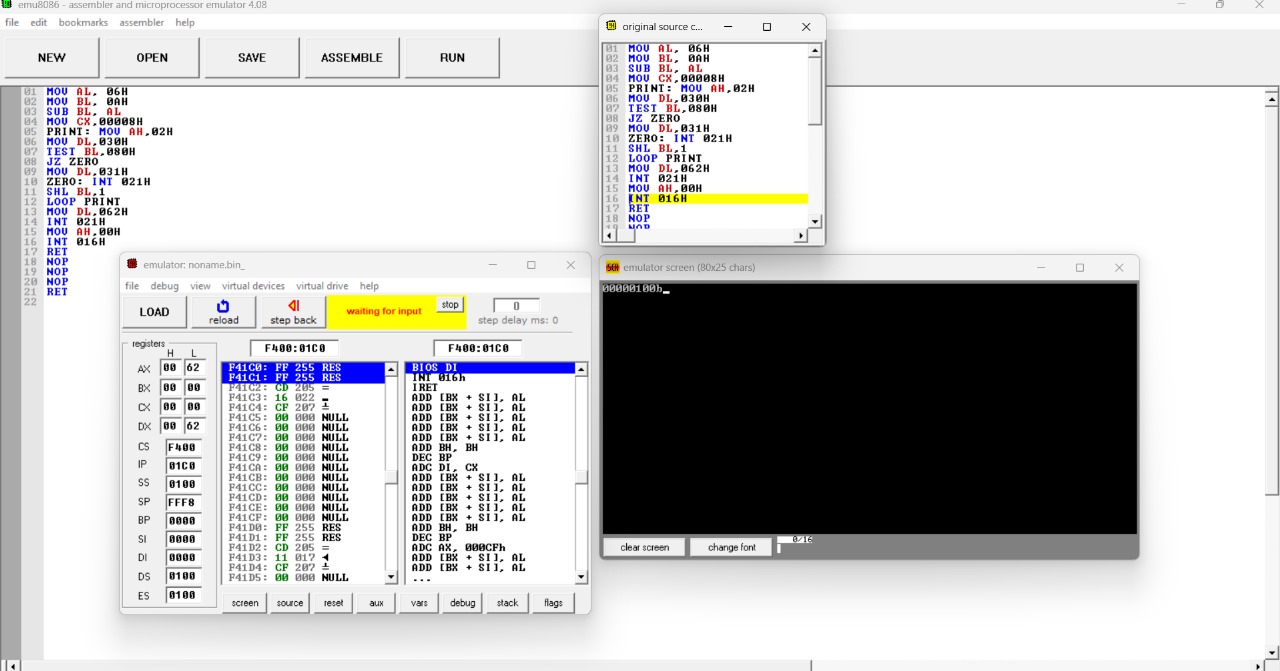 emu8086 - assembler and microprocessor emulator 4.08
file edit bookmarks assembler help
NEW OPEN SAVE ASSEMBLE RUN
01 MOV AL, 06H
02 MOV BL, 0AH
03 SUB BL, AL
04 MOV CX,00008H
05 PRINT: MOV AH,02H
06 MOV DL,030H
07 TEST BL,080H
08 JZ ZERO
09 MOV DL,031H
10 ZERO: INT 021H
11 SHL BL,1
12 LOOP PRINT
13 MOV DL,062H
14 INT 021H
15 MOV AH,00H
16 INT 016H
17 RET
18 NOP
19 NOP
20 NOP
21 RET
22
original source c...
01 MOV AL, 06H
02 MOV BL, 0AH
03 SUB BL, AL
04 MOV CX,00008H
05 PRINT: MOV AH,02H
06 MOV DL,030H
07 TEST BL,080H
08 JZ ZERO
09 MOV DL,031H
10 ZERO: INT 021H
11 SHL BL,1
12 LOOP PRINT
13 MOV DL,062H
14 INT 021H
15 MOV AH,00H
16 INT 016H
17 RET
18 NOP
19 NOP
emulator: noname.bin_
file debug view virtual devices virtual drive help
LOAD reload step back waiting for input stop 0
step delay ms: 0
registers F400:01C0 F400:01C0
H L
AX 00 62
BX 00 00
CX 00 00
DX 00 62
CS F400
IP 01C0
SS 0100
SP FFF8
BP 0000
SI 0000
DI 0000
DS 0100
ES 0100
F41C0: FF 255 RES
F41C1: FF 255 RES
F41C2: CD 205 =
F41C3: 16 022 ▬
F41C4: CF 207 ╧
F41C5: 00 000 NULL
F41C6: 00 000 NULL
F41C7: 00 000 NULL
F41C8: 00 000 NULL
F41C9: 00 000 NULL
F41CA: 00 000 NULL
F41CB: 00 000 NULL
F41CC: 00 000 NULL
F41CD: 00 000 NULL
F41CE: 00 000 NULL
F41CF: 00 000 NULL
F41D0: FF 255 RES
F41D1: FF 255 RES
F41D2: CD 205 =
F41D3: 11 017 ◄
F41D4: CF 207 ╧
F41D5: 00 000 NULL
BIOS DI
INT 016h
IRET
ADD [BX + SI], AL
ADD [BX + SI], AL
ADD [BX + SI], AL
ADD [BX + SI], AL
ADD [BX + SI], AL
ADD BH, BH
DEC BP
ADC DI, CX
ADD [BX + SI], AL
ADD [BX + SI], AL
ADD [BX + SI], AL
ADD [BX + SI], AL
ADD [BX + SI], AL
ADD BH, BH
DEC BP
ADC AX, 000CFh
ADD [BX + SI], AL
ADD [BX + SI], AL
...
screen source reset aux vars debug stack flags
SCR emulator screen (80x25 chars)
00000100b
clear screen change font 0/16